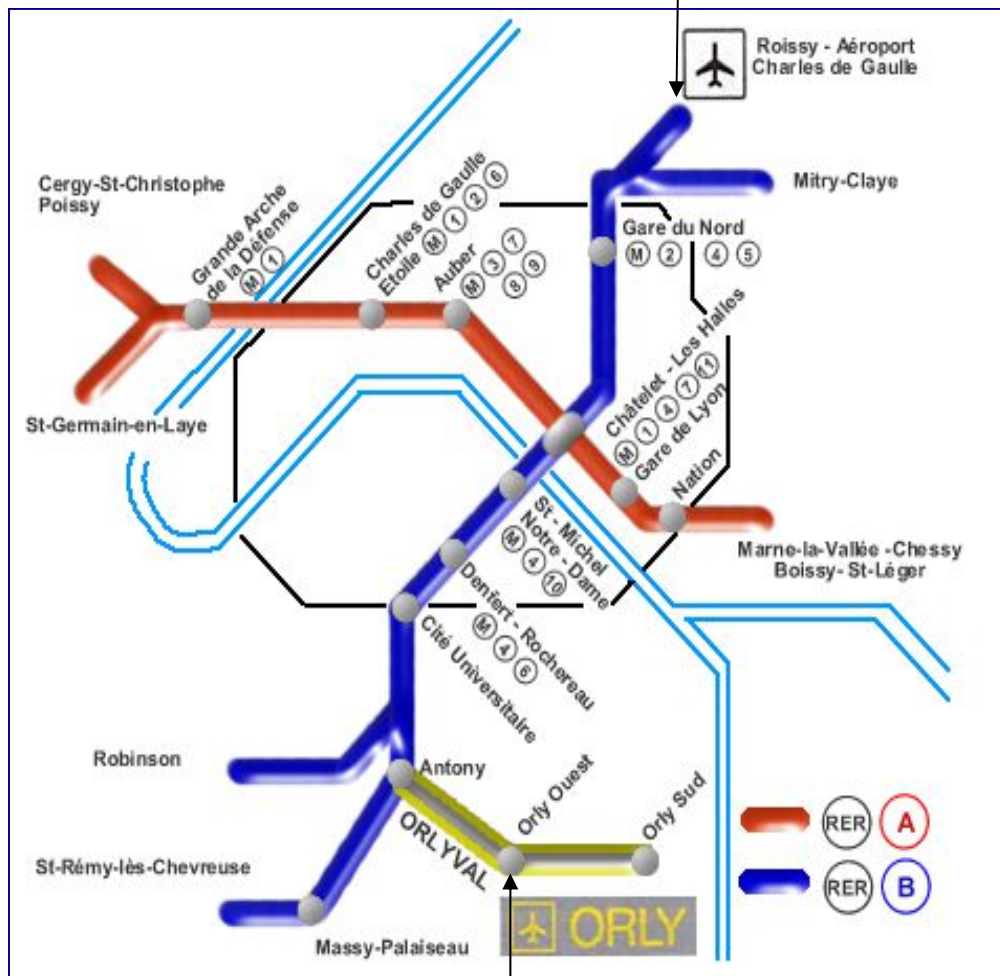 Roissy - Aéroport
Charles de Gaulle
Mitry-Claye
Cergy-St-Christophe
Poissy
Grande Arche
de la Défense
M 1
Charles de Gaulle
Etoile M 1 2 6
Auber
M 3 7
8 9
Gare du Nord
M 2 4 5
Châtelet - Les Halles
M 1 4 7 11
Gare de Lyon
Nation
St-Germain-en-Laye
Marne-la-Vallée -Chessy
Boissy- St-Léger
St - Michel
Notre - Dame
M 4 10
Denfert - Rochereau
M 4 6
Cité Universitaire
Robinson
Antony
ORLYVAL
Orly Ouest
Orly Sud
RER A
St-Rémy-lès-Chevreuse
RER B
Massy-Palaiseau
ORLY